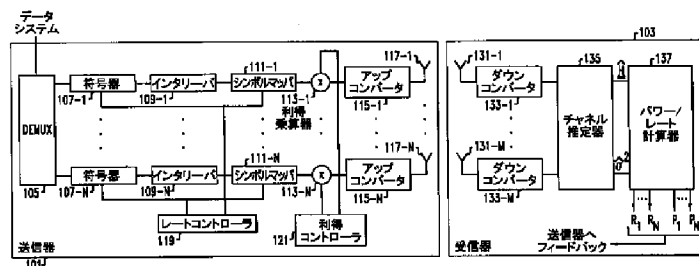 データ
システム
DEMUX
105
符号器
107-1
インタリーバ
109-1
111-1
シンボルマッパ
x
113-1
利得
乗算器
アップ
コンバータ
115-1
117-1
符号器
107-N
インタリーバ
109-N
111-N
シンボルマッパ
x
113-N
アップ
コンバータ
115-N
117-N
レートコントローラ
119
利得
コントローラ
121
送信器
101
103
131-1
ダウン
コンバータ
133-1
131-M
ダウン
コンバータ
133-M
135
チャネル
推定器
Ĥ
σ̂²
137
パワー/
レート
計算器
R₁ R_N P₁ P_N
送信器へ
フィードバック
受信器